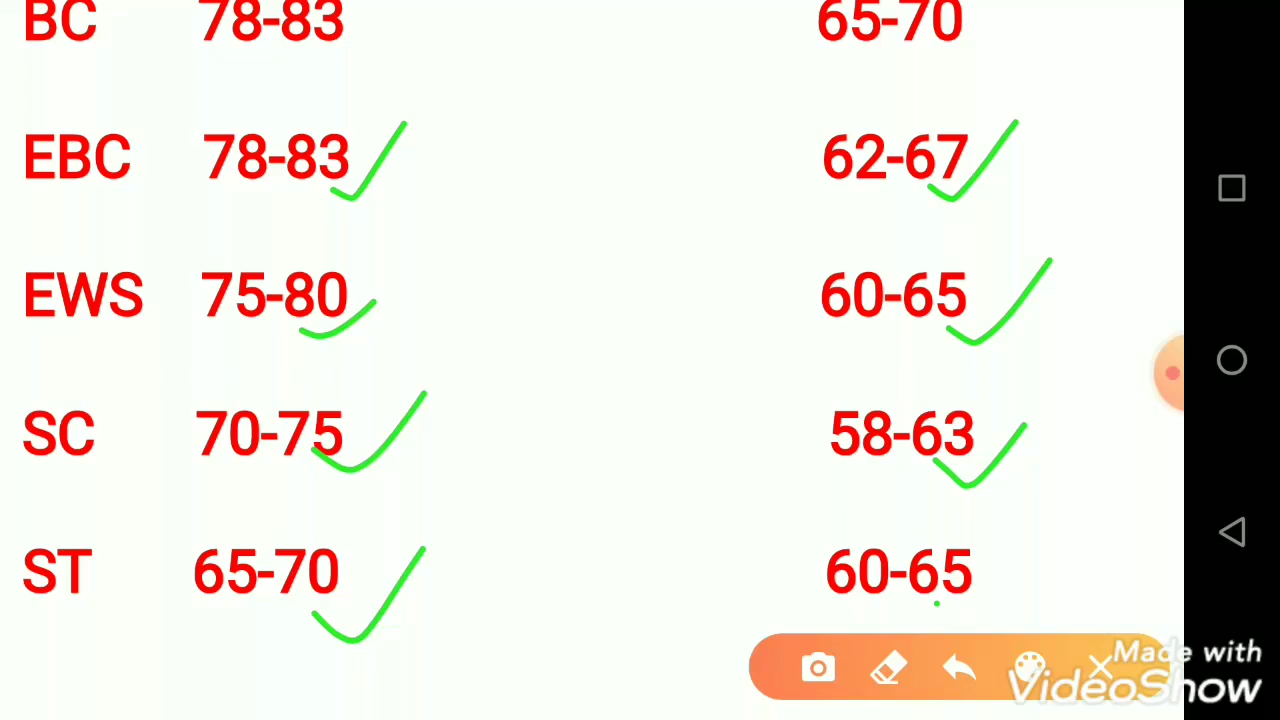 BC 78-83 65-70
EBC 78-83 62-67
EWS 75-80 60-65
SC 70-75 58-63
ST 65-70 60-65
Made with
VideoShow